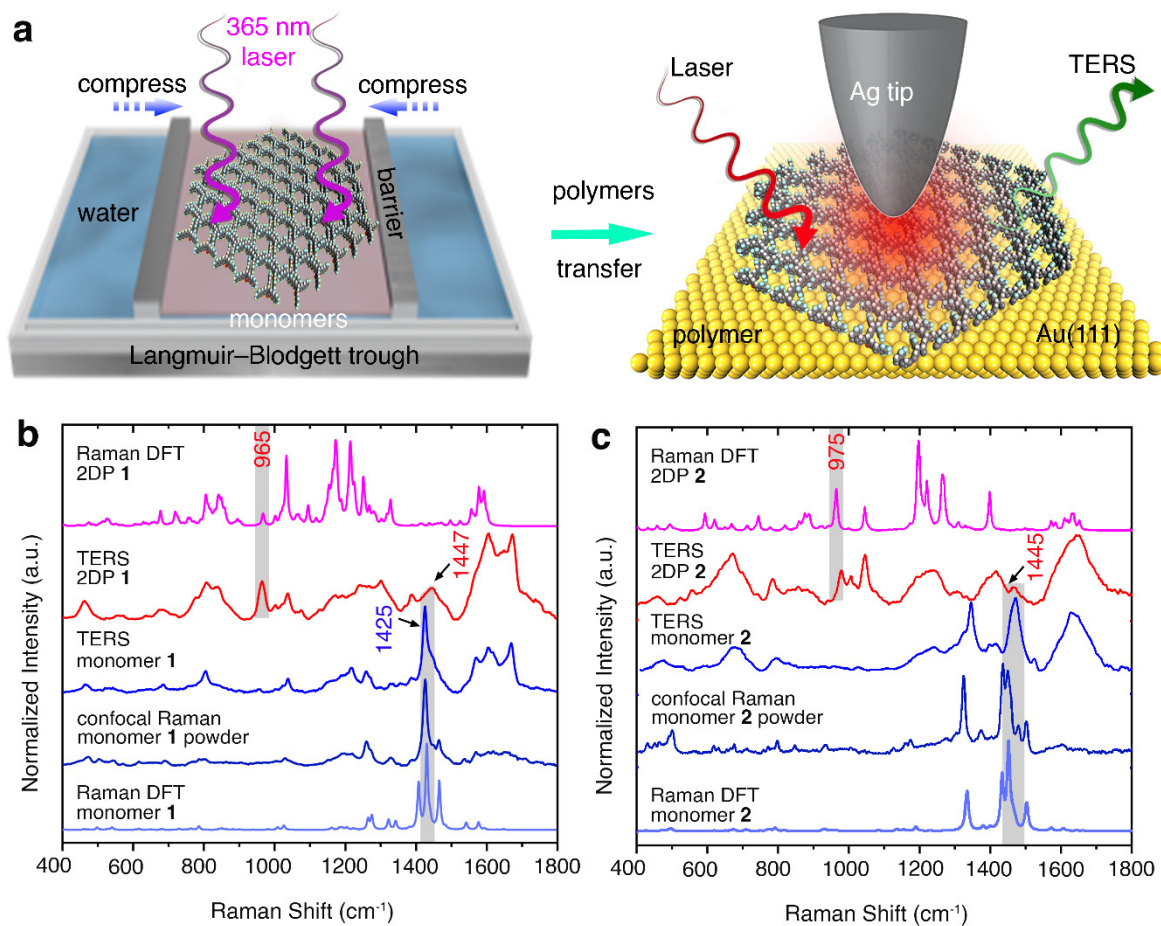 a
365 nm
laser
compress
compress
water
barrier
monomers
Langmuir–Blodgett trough
polymers
transfer
Laser
Ag tip
TERS
polymer
Au(111)
b
Normalized Intensity (a.u.)
Raman DFT
2DP 1
965
TERS
2DP 1
1447
1425
TERS
monomer 1
confocal Raman
monomer 1 powder
Raman DFT
monomer 1
400 600 800 1000 1200 1400 1600 1800
Raman Shift (cm⁻¹)
c
Normalized Intensity (a.u.)
Raman DFT
2DP 2
975
TERS
2DP 2
1445
TERS
monomer 2
confocal Raman
monomer 2 powder
Raman DFT
monomer 2
400 600 800 1000 1200 1400 1600 1800
Raman Shift (cm⁻¹)